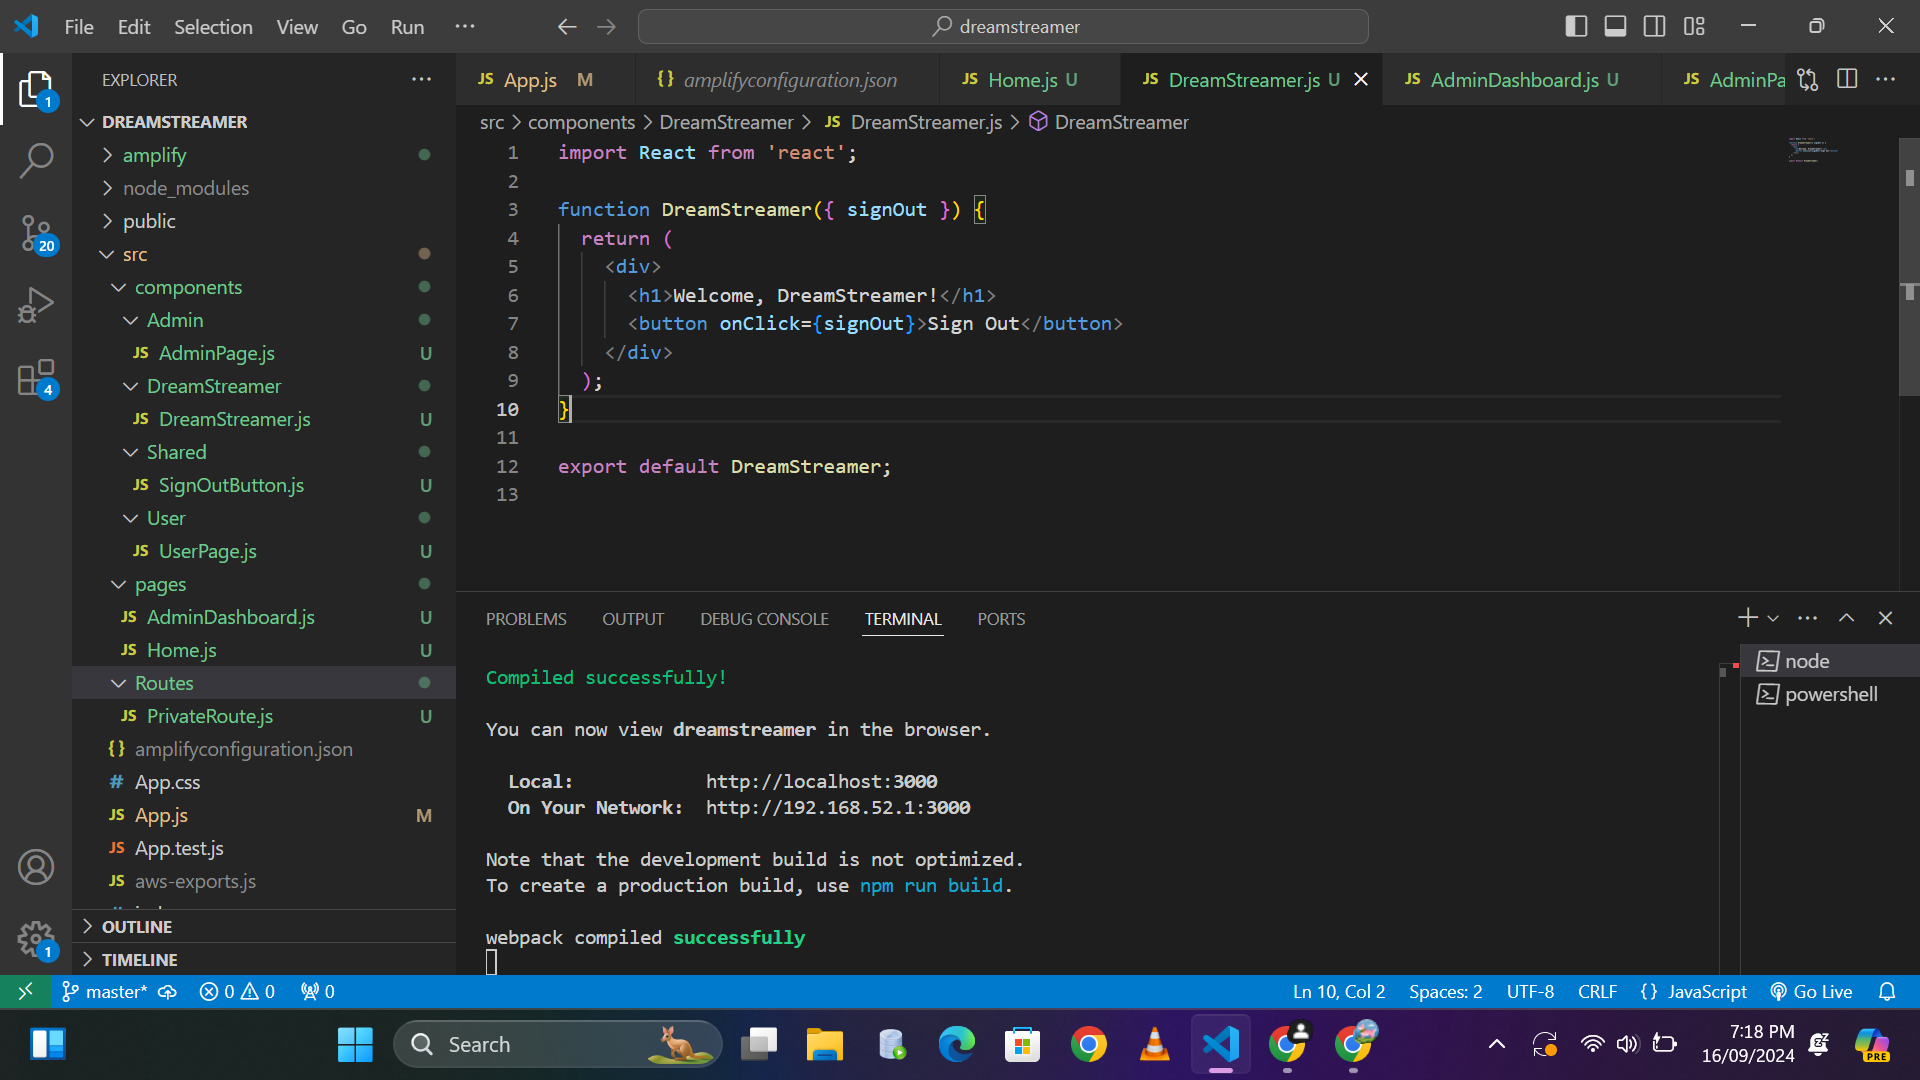 File Edit Selection View Go Run ···
dreamstreamer
EXPLORER
JS App.js M
{} amplifyconfiguration.json
JS Home.js U
JS DreamStreamer.js U
JS AdminDashboard.js U
JS AdminPa
src > components > DreamStreamer > JS DreamStreamer.js > DreamStreamer
DREAMSTREAMER
amplify
node_modules
public
src
components
Admin
JS AdminPage.js U
DreamStreamer
JS DreamStreamer.js U
Shared
JS SignOutButton.js U
User
JS UserPage.js U
pages
JS AdminDashboard.js U
JS Home.js U
Routes
JS PrivateRoute.js U
{} amplifyconfiguration.json
# App.css
JS App.js M
JS App.test.js
JS aws-exports.js
OUTLINE
TIMELINE
1
20
4
1
1 import React from 'react';
2
3 function DreamStreamer({ signOut }) {
4 return (
5 <div>
6 <h1>Welcome, DreamStreamer!</h1>
7 <button onClick={signOut}>Sign Out</button>
8 </div>
9 );
10 }
11
12 export default DreamStreamer;
13
PROBLEMS OUTPUT DEBUG CONSOLE TERMINAL PORTS
Compiled successfully!
You can now view dreamstreamer in the browser.
Local: http://localhost:3000
On Your Network: http://192.168.52.1:3000
Note that the development build is not optimized.
To create a production build, use npm run build.
webpack compiled successfully
node
powershell
master* 0 0 0
Ln 10, Col 2 Spaces: 2 UTF-8 CRLF {} JavaScript Go Live
Search
7:18 PM
16/09/2024
PRE